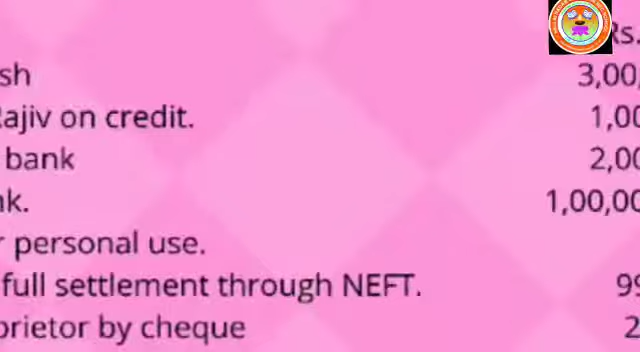 Rs.
sh 3,00,
ajiv on credit. 1,00
bank 2,00
nk. 1,00,00
r personal use.
full settlement through NEFT. 99
prietor by cheque 2